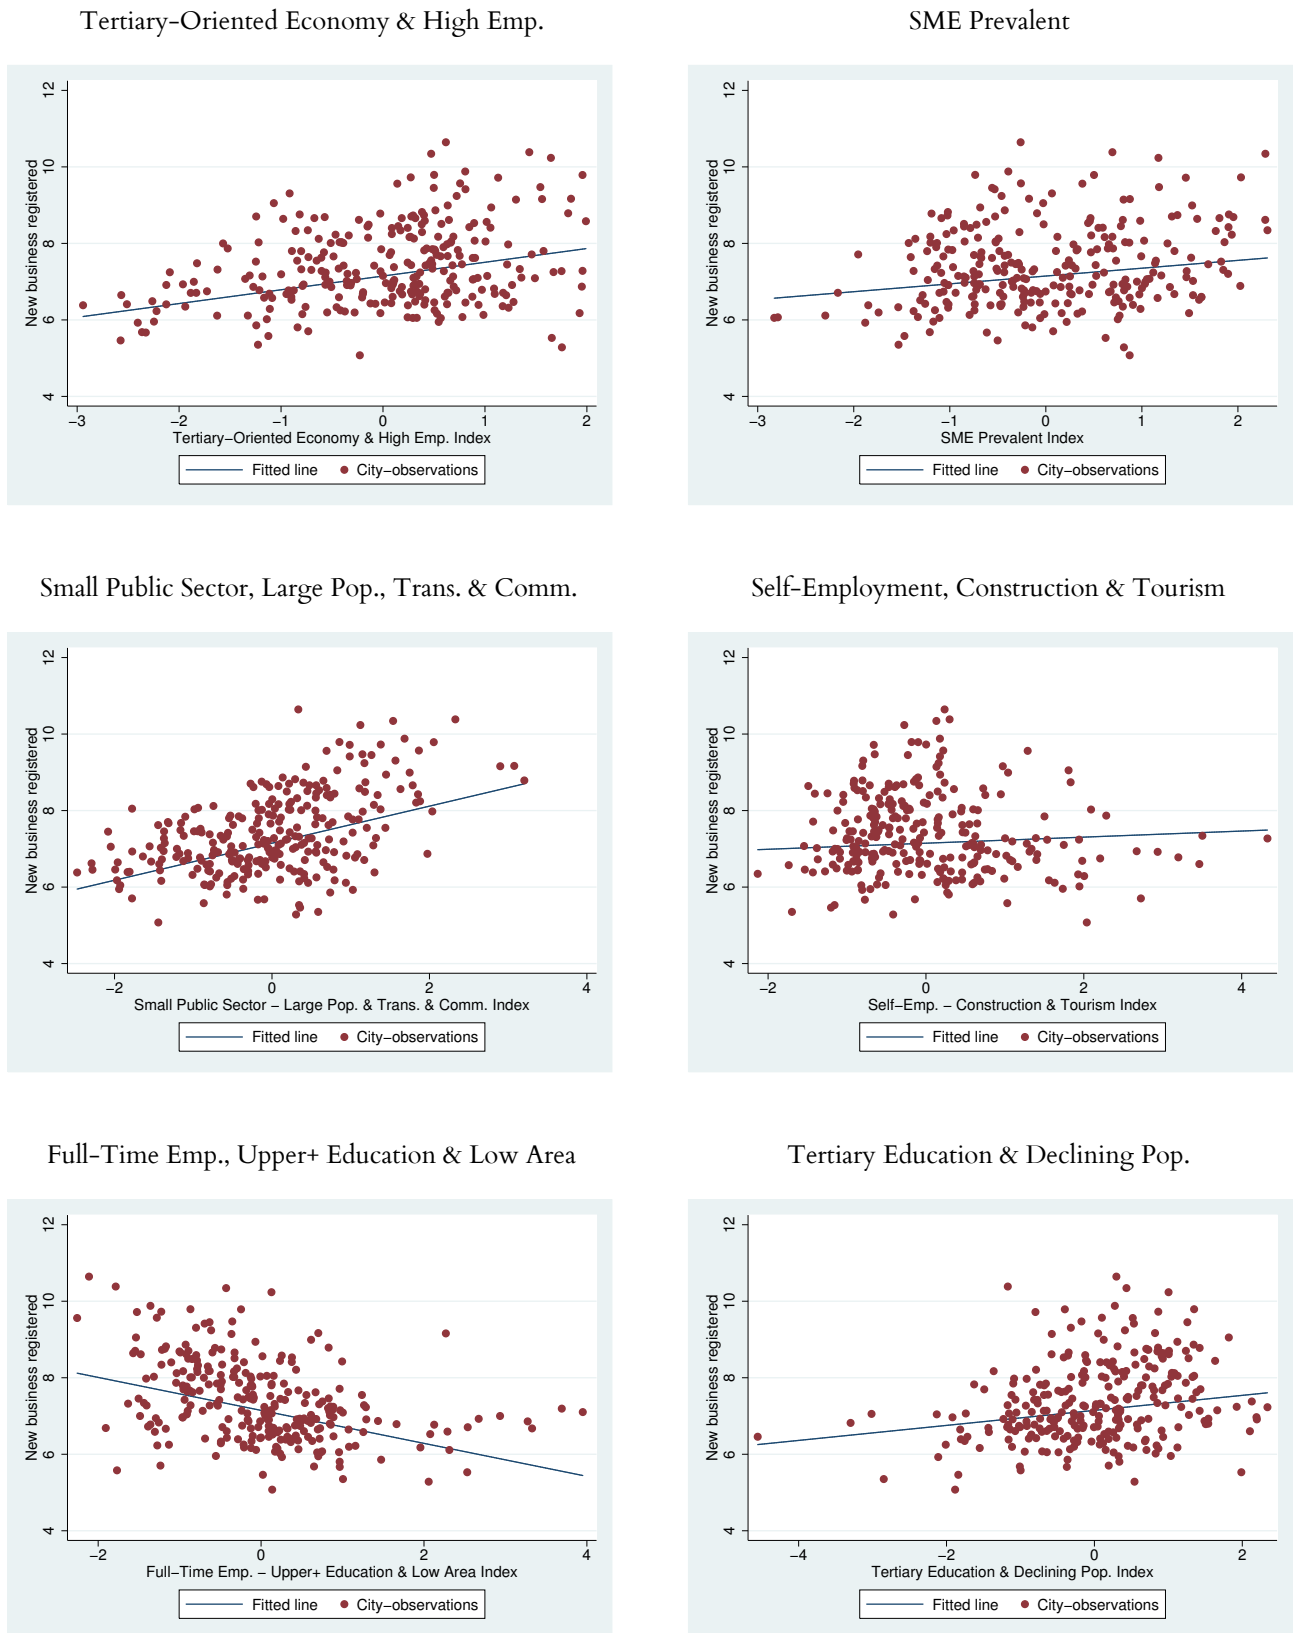 Tertiary-Oriented Economy & High Emp.
12
10
8
6
4
New business registered
−3 −2 −1 0 1 2
Tertiary−Oriented Economy & High Emp. Index
Fitted line City−observations
SME Prevalent
12
10
8
6
4
New business registered
−3 −2 −1 0 1 2
SME Prevalent Index
Fitted line City−observations
Small Public Sector, Large Pop., Trans. & Comm.
12
10
8
6
4
New business registered
−2 0 2 4
Small Public Sector − Large Pop. & Trans. & Comm. Index
Fitted line City−observations
Self-Employment, Construction & Tourism
12
10
8
6
4
New business registered
−2 0 2 4
Self−Emp. − Construction & Tourism Index
Fitted line City−observations
Full-Time Emp., Upper+ Education & Low Area
12
10
8
6
4
New business registered
−2 0 2 4
Full−Time Emp. − Upper+ Education & Low Area Index
Fitted line City−observations
Tertiary Education & Declining Pop.
12
10
8
6
4
New business registered
−4 −2 0 2
Tertiary Education & Declining Pop. Index
Fitted line City−observations